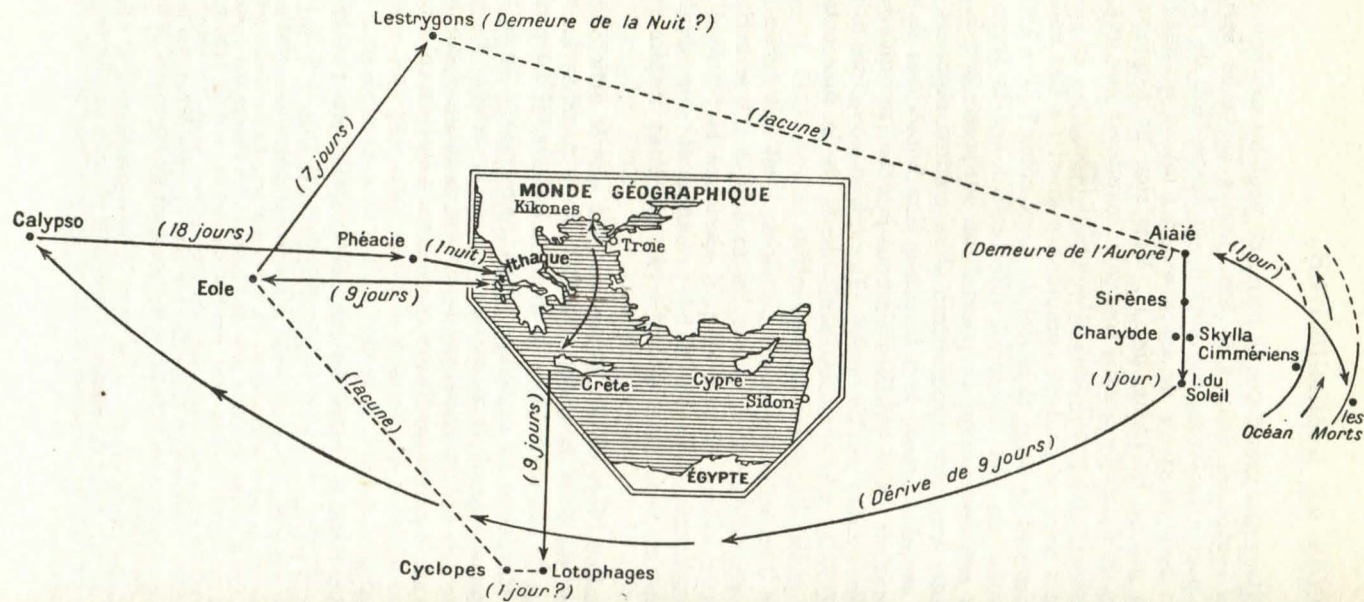 Lestrygons (Demeure de la Nuit ?)
(lacune)
(7 jours)
MONDE GÉOGRAPHIQUE
Kikones
Troie
Calypso
(18 jours)
Phéacie
(1 nuit)
Ithaque
Eole
(9 jours)
Aiaié
(Demeure de l'Aurore)
(1 jour)
Sirènes
Charybde
Skylla
Cimmériens
(1 jour)
I. du
Soleil
les
Morts
Océan
Crète
Cypre
Sidon
ÉGYPTE
(lacune)
(9 jours)
(Dérive de 9 jours)
Cyclopes
Lotophages
(1 jour ?)